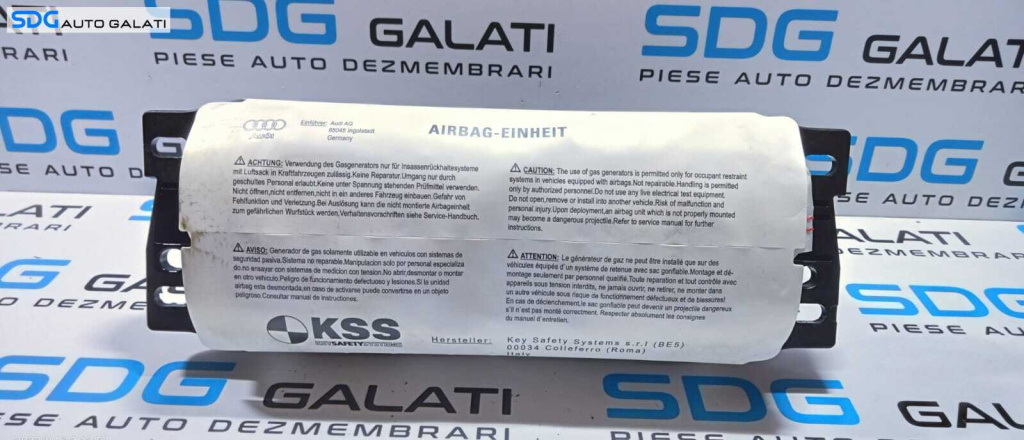 SDG AUTO GALATI
SDG GALATI
PIESE AUTO DEZMEMBRARI
SDG GALATI
PIESE AUTO DEZMEMBRARI
Audi
Einführer: Audi AG
85045 Ingolstadt
Germany
AIRBAG-EINHEIT
ACHTUNG: Verwendung des Gasgenerators nur für Insassenrückhaltesysteme
mit Luftsack in Kraftfahrzeugen zulässig.Keine Reparatur.Umgang nur durch
geschultes Personal erlaubt.Keine unter Spannung stehenden Prüfmittel verwenden.
Nicht öffnen,nicht entfernen,nicht in ein anderes Fahrzeug einbauen.Gefahr von
Fehlfunktion und Verletzung.Bei Auslösung kann die nicht montierte Airbageinheit
zum gefährlichen Wurfstück werden,Verhaltensvorschriften siehe Service-Handbuch.
CAUTION: The use of gas generators is permitted only for occupant restraint
systems in vehicles equipped with airbags.Not repairable.Handling is permitted
only by authorized personnel.Do not use any live electrical test equipment.
Do not open,remove or install into another vehicle.Risk of malfunction and
personal injury.Upon deployment,an airbag unit which is not properly mounted
may become a dangerous projectile.Refer to service manual for further
instructions.
AVISO: Generador de gas solamente utilizable en vehículos con sistemas de
seguridad pasiva.Sistema no reparable.Manipulación solo por personal especializa
do.no ensayar con sistemas de medición con tensión.No abrir,desmontar o montar
en otro vehículo.Peligro de funcionamiento defectuoso y lesiones.Si la unidad
airbag esta desmontada,en caso de activarse puede convertirse en un objeto
peligroso.Consultar manual de instrucciones.
ATTENTION: Le générateur de gaz ne peut être installé que sur des
véhicules équipés d'un système de retenue avec sac gonflable.Montage et dé-
montage seulement par personnel qualifié.Toute réparation et tout contrôle avec
appareils sous tension interdits, ne jamais ouvrir, ne retirer, ne montar dans
un autre véhicule sous risque de fonctionnement défectueux et de blessures!
En cas de déclenchement,le sac gonflable peut devenir un projectile dangereux
s'il n'est pas monté correctement. Respecter absolument les consignes
du manuel d'entretien.
KSS
KEYSAFETYSYSTEMS
Hersteller:
Key Safety Systems s.r.l (BE5)
00034 Colleferro (Roma)
Italy
GALATI
SDG GALATI
SDG GALATI
SDG
PIESE AUTO DEZMEMBRARI